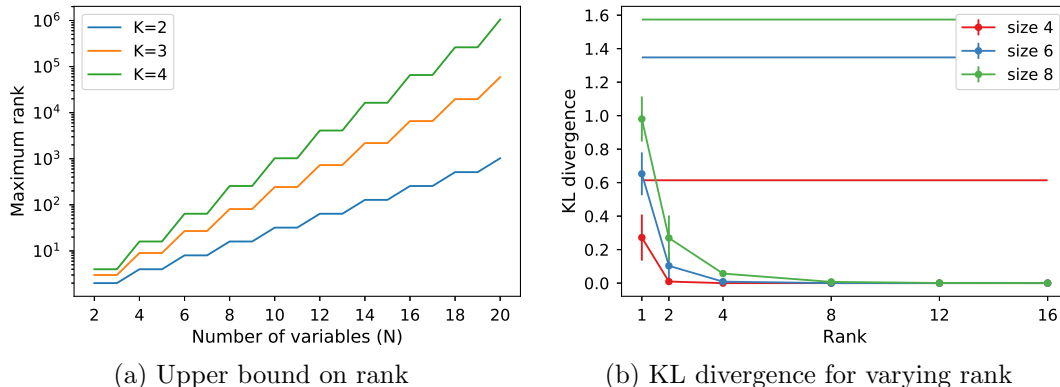 10^6
10^5
10^4
10^3
10^2
10^1
Maximum rank
K=2
K=3
K=4
2 4 6 8 10 12 14 16 18 20
Number of variables (N)
(a) Upper bound on rank
1.6
1.4
1.2
1.0
0.8
0.6
0.4
0.2
0.0
KL divergence
size 4
size 6
size 8
1 2 4 8 12 16
Rank
(b) KL divergence for varying rank